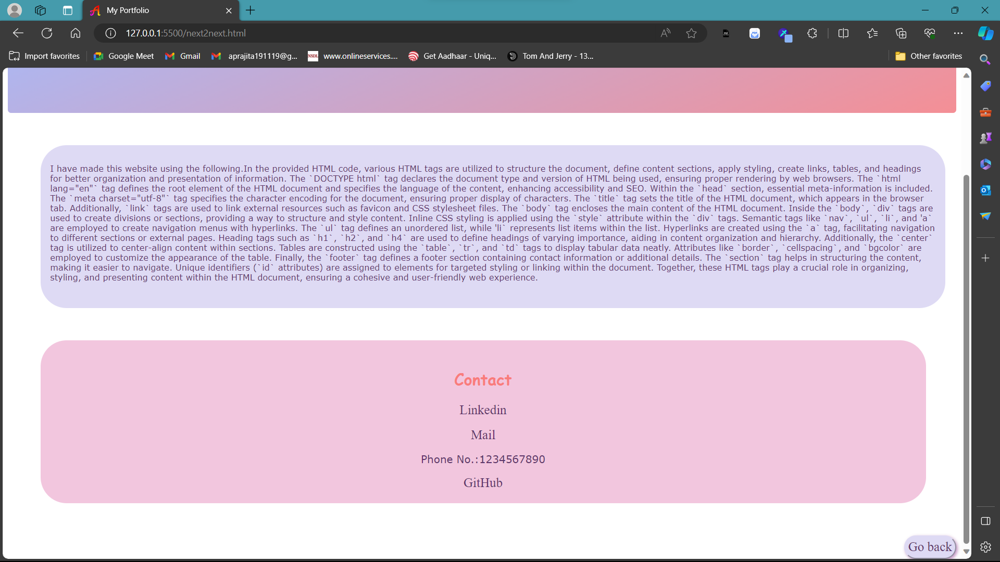 My Portfolio
127.0.0.1:5500/next2next.html
Import favorites
Google Meet
Gmail
aprajita191119@g...
NSDL
www.onlineservices....
Get Aadhaar - Uniq...
Tom And Jerry - 13...
Other favorites
I have made this website using the following.In the provided HTML code, various HTML tags are utilized to structure the document, define content sections, apply styling, create links, tables, and headings
for better organization and presentation of information. The `DOCTYPE html` tag declares the document type and version of HTML being used, ensuring proper rendering by web browsers. The `html
lang="en"` tag defines the root element of the HTML document and specifies the language of the content, enhancing accessibility and SEO. Within the `head` section, essential meta-information is included.
The `meta charset="utf-8"` tag specifies the character encoding for the document, ensuring proper display of characters. The `title` tag sets the title of the HTML document, which appears in the browser
tab. Additionally, `link` tags are used to link external resources such as favicon and CSS stylesheet files. The `body` tag encloses the main content of the HTML document. Inside the `body`, `div` tags are
used to create divisions or sections, providing a way to structure and style content. Inline CSS styling is applied using the `style` attribute within the `div` tags. Semantic tags like `nav`, `ul`, `li`, and 'a`
are employed to create navigation menus with hyperlinks. The `ul` tag defines an unordered list, while 'li` represents list items within the list. Hyperlinks are created using the `a` tag, facilitating navigation
to different sections or external pages. Heading tags such as `h1`, `h2`, and `h4` are used to define headings of varying importance, aiding in content organization and hierarchy. Additionally, the `center`
tag is utilized to center-align content within sections. Tables are constructed using the `table`, `tr`, and `td` tags to display tabular data neatly. Attributes like `border`, `cellspacing`, and `bgcolor` are
employed to customize the appearance of the table. Finally, the `footer` tag defines a footer section containing contact information or additional details. The `section` tag helps in structuring the content,
making it easier to navigate. Unique identifiers (`id` attributes) are assigned to elements for targeted styling or linking within the document. Together, these HTML tags play a crucial role in organizing,
styling, and presenting content within the HTML document, ensuring a cohesive and user-friendly web experience.
Contact
Linkedin
Mail
Phone No.:1234567890
GitHub
Go back